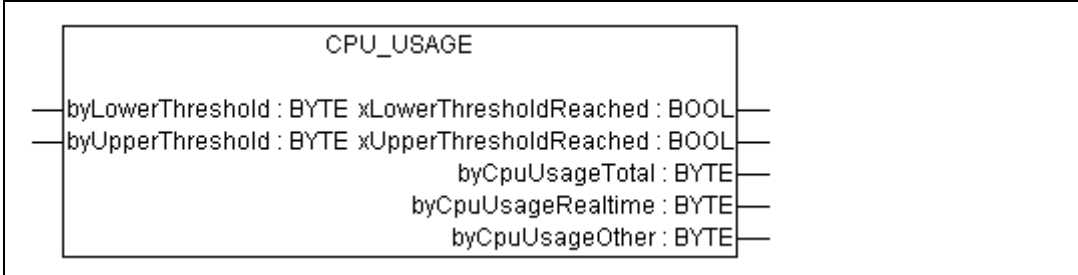 CPU_USAGE
byLowerThreshold : BYTE xLowerThresholdReached : BOOL
byUpperThreshold : BYTE xUpperThresholdReached : BOOL
byCpuUsageTotal : BYTE
byCpuUsageRealtime : BYTE
byCpuUsageOther : BYTE